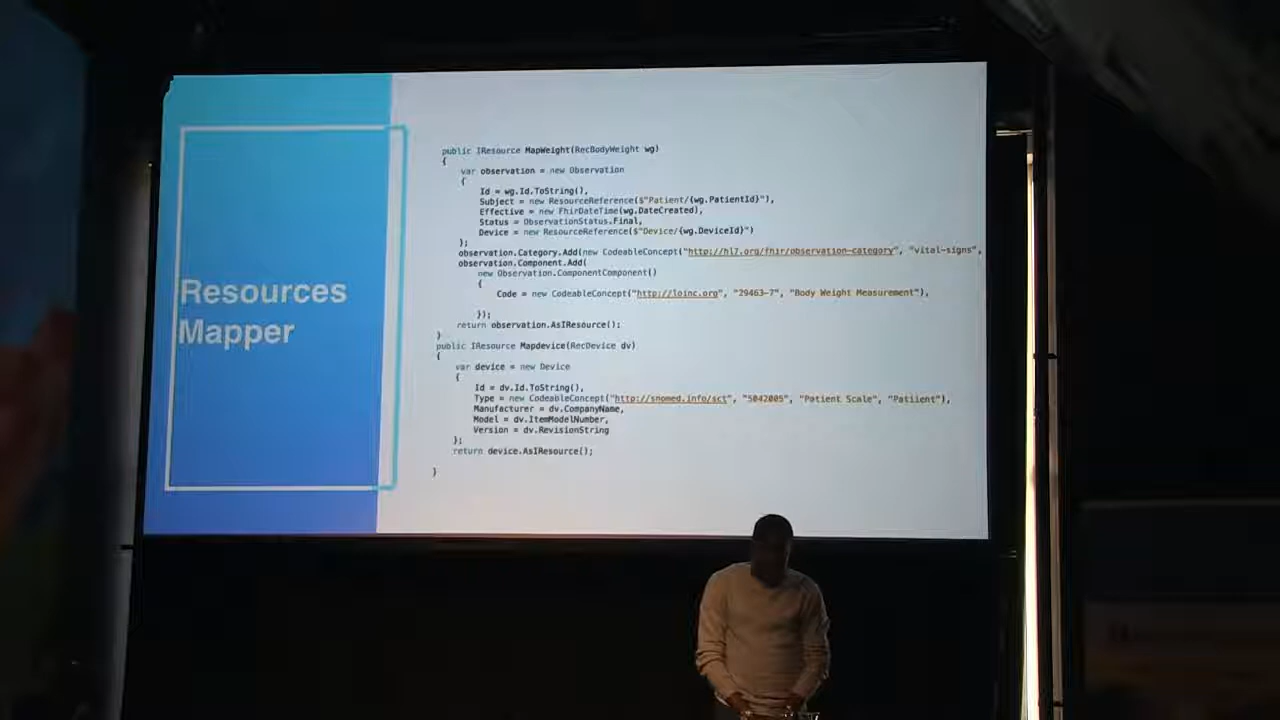 Resources
Mapper
public IResource MapWeight(RecBodyWeight wg)
{
var observation = new Observation
{
Id = wg.Id.ToString(),
Subject = new ResourceReference($"Patient/{wg.PatientId}"),
Effective = new FhirDateTime(wg.DateCreated),
Status = ObservationStatus.Final,
Device = new ResourceReference($"Device/{wg.DeviceId}")
};
observation.Category.Add(new CodeableConcept("http://hl7.org/fhir/observation-category", "vital-signs",
observation.Component.Add(
new Observation.ComponentComponent()
{
Code = new CodeableConcept("http://loinc.org", "29463-7", "Body Weight Measurement"),
});
return observation.AsIResource();
}
public IResource Mapdevice(RecDevice dv)
{
var device = new Device
{
Id = dv.Id.ToString(),
Type = new CodeableConcept("http://snomed.info/sct", "5042005", "Patient Scale", "Patiient"),
Manufacturer = dv.CompanyName,
Model = dv.ItemModelNumber,
Version = dv.RevisionString
};
return device.AsIResource();
}